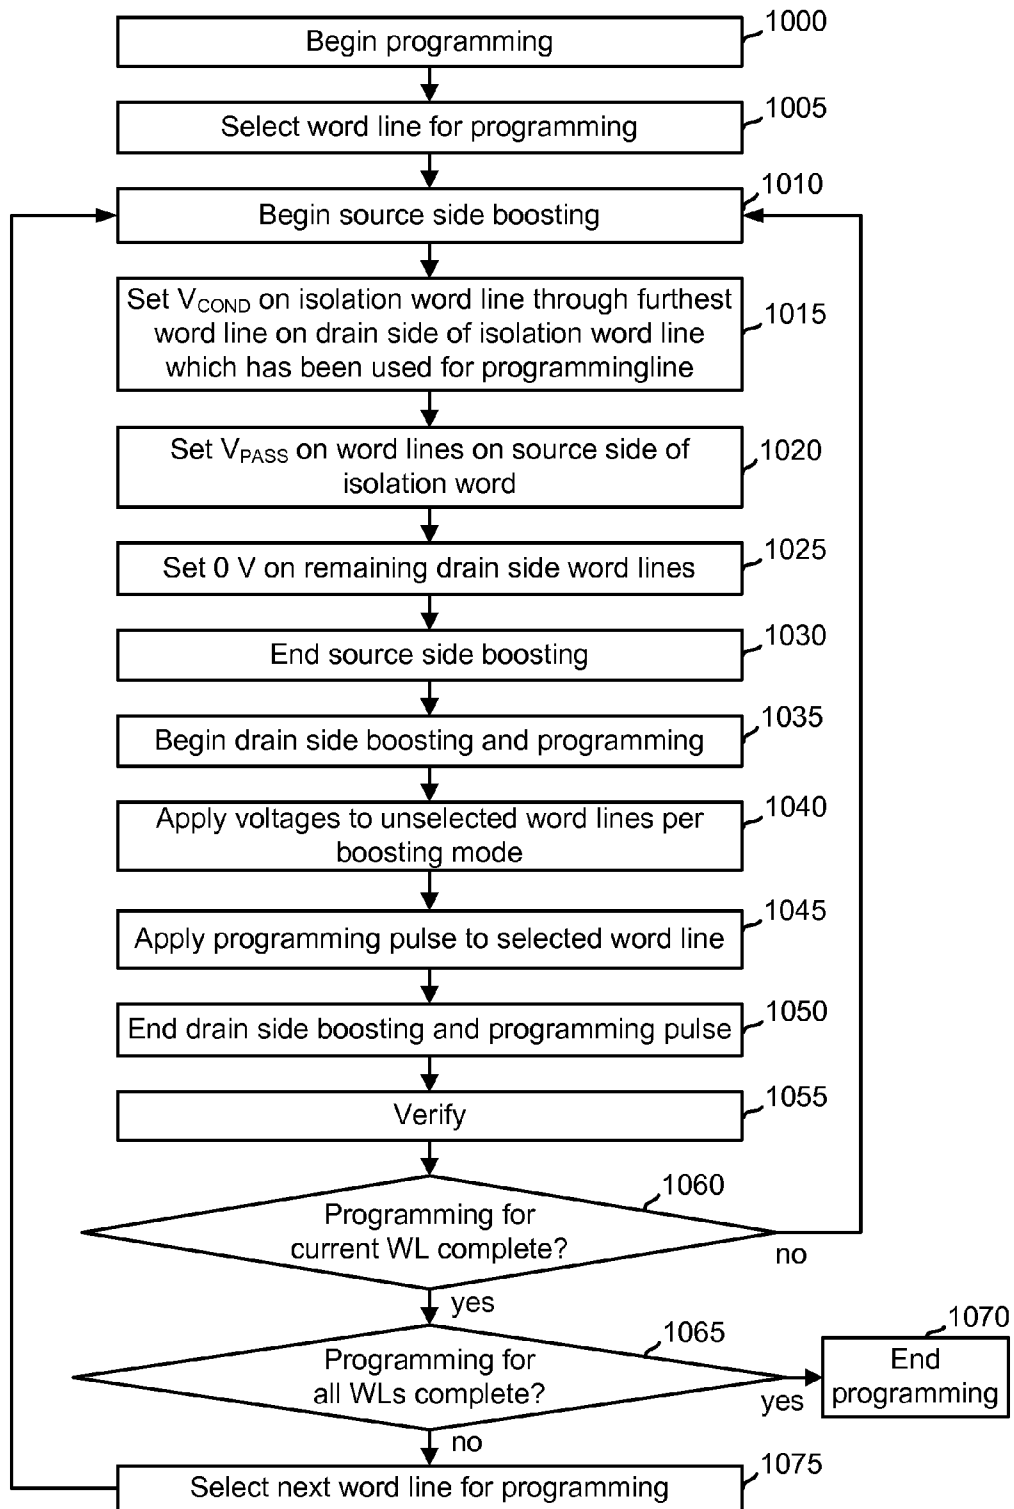 Begin programming
1000
Select word line for programming
1005
Begin source side boosting
1010
Set VCOND on isolation word line through furthest
word line on drain side of isolation word line
which has been used for programmingline
1015
Set VPASS on word lines on source side of
isolation word
1020
Set 0 V on remaining drain side word lines
1025
End source side boosting
1030
Begin drain side boosting and programming
1035
Apply voltages to unselected word lines per
boosting mode
1040
Apply programming pulse to selected word line
1045
End drain side boosting and programming pulse
1050
Verify
1055
Programming for
current WL complete?
1060
no
yes
Programming for
all WLs complete?
1065
yes
End
programming
1070
no
Select next word line for programming
1075